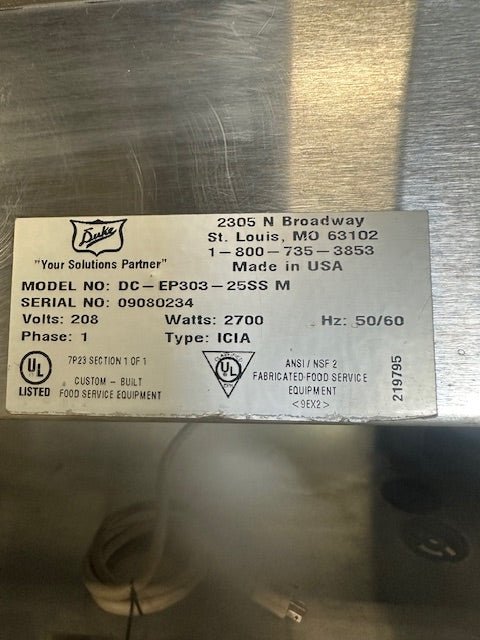 Duke
"Your Solutions Partner"
2305 N Broadway
St. Louis, MO 63102
1-800-735-3853
Made in USA
MODEL NO: DC-EP303-25SS M
SERIAL NO: 09080234
Volts: 208 Watts: 2700 Hz: 50/60
Phase: 1 Type: ICIA
UL
LISTED
7P23 SECTION 1 OF 1
CUSTOM - BUILT
FOOD SERVICE EQUIPMENT
CLASSIFIED
UL
ANSI / NSF 2
FABRICATED FOOD SERVICE
EQUIPMENT
<9EX2>
219795